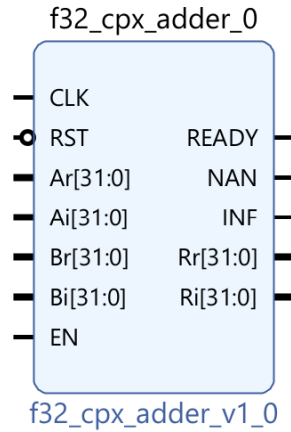 f32_cpx_adder_0
CLK
RST READY
Ar[31:0] NAN
Ai[31:0] INF
Br[31:0] Rr[31:0]
Bi[31:0] Ri[31:0]
EN
f32_cpx_adder_v1_0